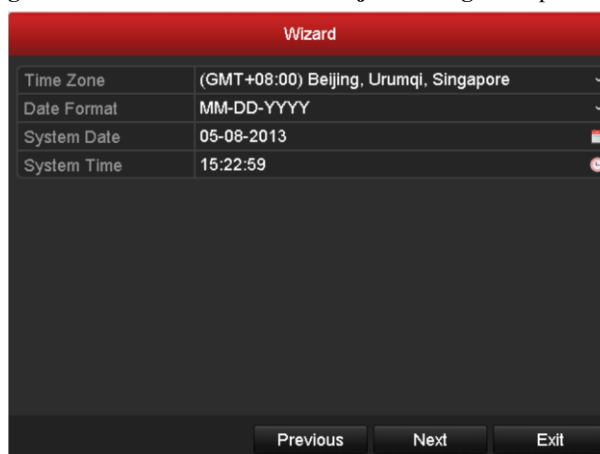 Wizard
Time Zone (GMT+08:00) Beijing, Urumqi, Singapore
Date Format MM-DD-YYYY
System Date 05-08-2013
System Time 15:22:59
Previous Next Exit